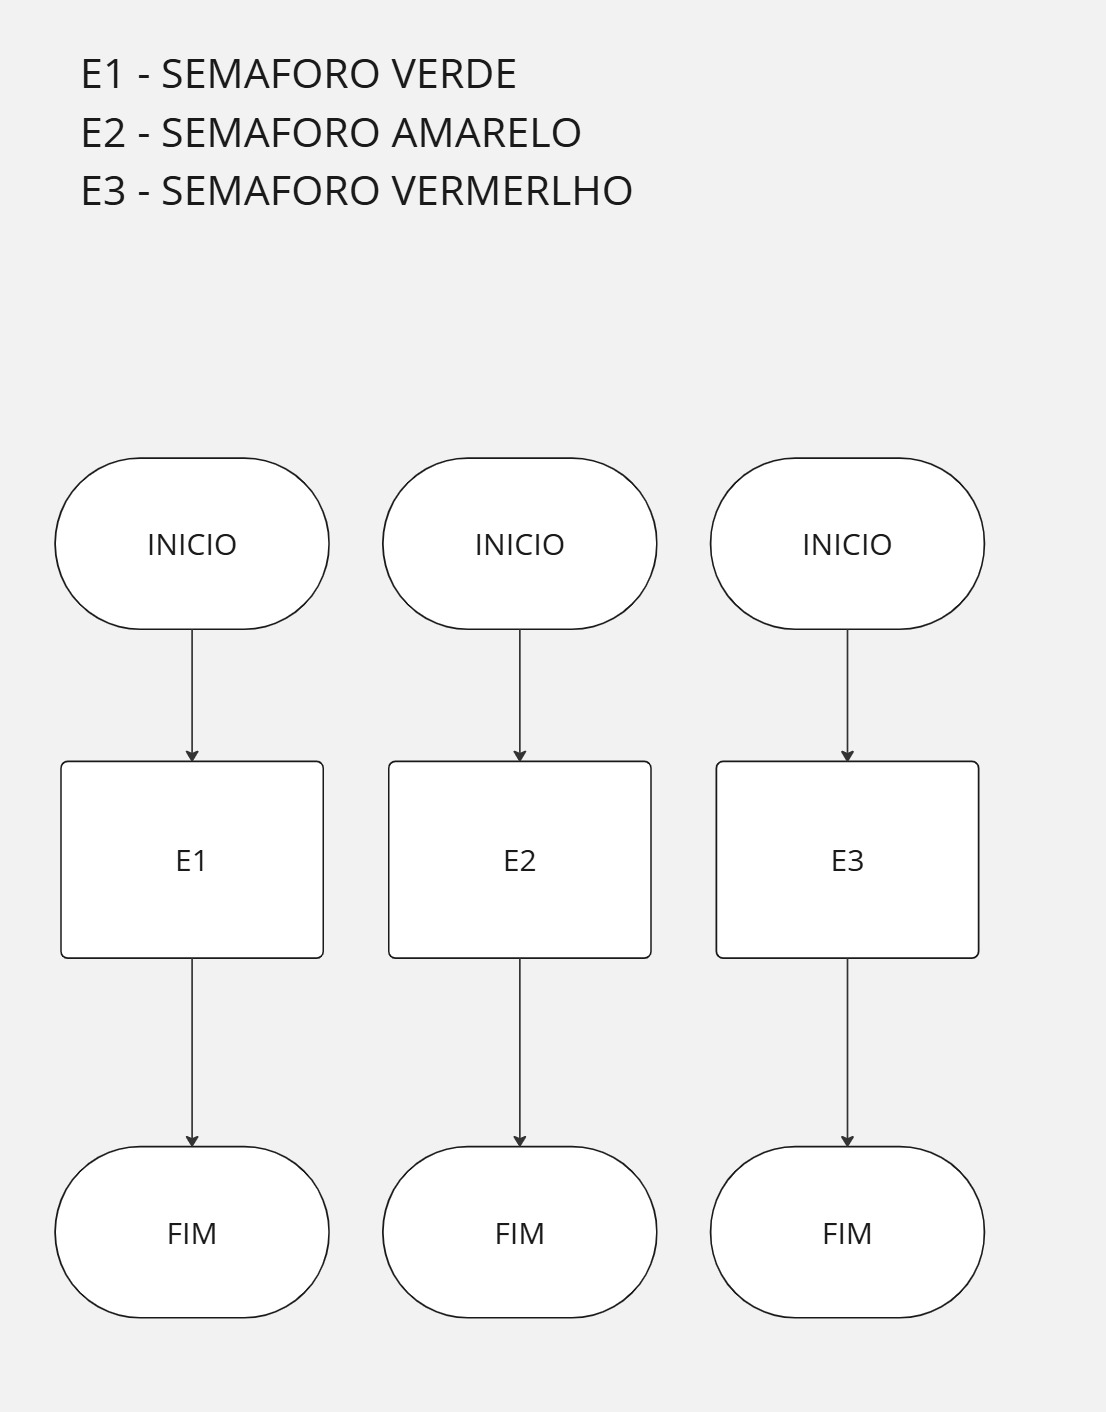 E1 - SEMAFORO VERDE
E2 - SEMAFORO AMARELO
E3 - SEMAFORO VERMERLHO
INICIO INICIO INICIO
E1 E2 E3
FIM FIM FIM